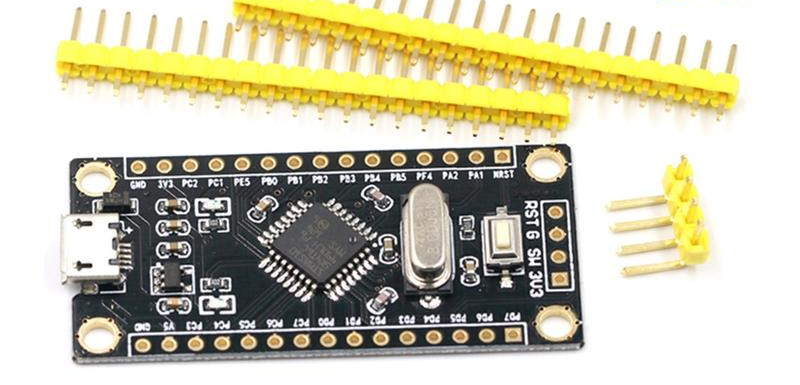 GND 3V3 PC2 PC1 PE5 PB0 PB1 PB2 PB3 PB4 PB5 PF4 PA2 PA1 NRST
RST G SW 3V3
GND V5 PC3 PC4 PC5 PC6 PC7 PD0 PD1 PD2 PD3 PD4 PD5 PD6 PD7